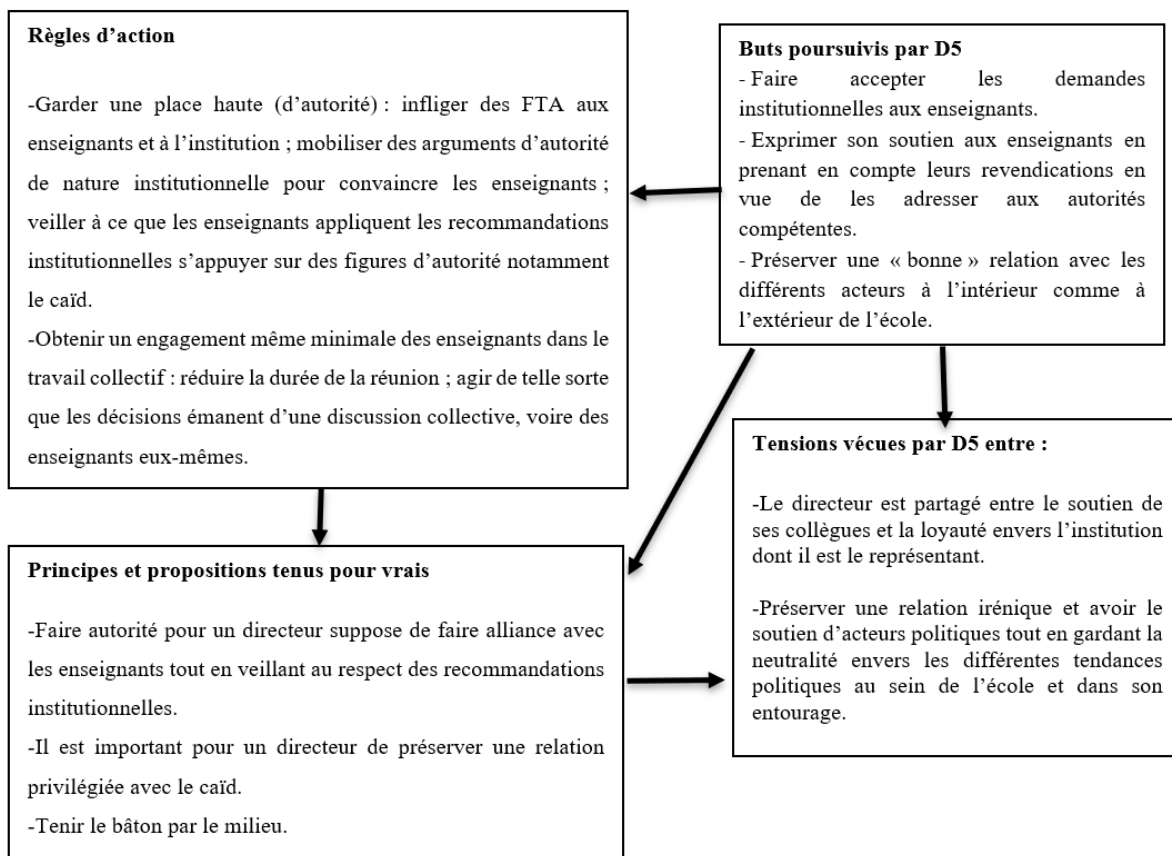 Règles d’action
-Garder une place haute (d’autorité) : infliger des FTA aux
enseignants et à l’institution ; mobiliser des arguments d’autorité
de nature institutionnelle pour convaincre les enseignants ;
veiller à ce que les enseignants appliquent les recommandations
institutionnelles s’appuyer sur des figures d’autorité notamment
le caïd.
-Obtenir un engagement même minimale des enseignants dans le
travail collectif : réduire la durée de la réunion ; agir de telle sorte
que les décisions émanent d’une discussion collective, voire des
enseignants eux-mêmes.
Buts poursuivis par D5
- Faire accepter les demandes
institutionnelles aux enseignants.
- Exprimer son soutien aux enseignants en
prenant en compte leurs revendications en
vue de les adresser aux autorités
compétentes.
- Préserver une « bonne » relation avec les
différents acteurs à l’intérieur comme à
l’extérieur de l’école.
Principes et propositions tenus pour vrais
-Faire autorité pour un directeur suppose de faire alliance avec
les enseignants tout en veillant au respect des recommandations
institutionnelles.
-Il est important pour un directeur de préserver une relation
privilégiée avec le caïd.
-Tenir le bâton par le milieu.
Tensions vécues par D5 entre :
-Le directeur est partagé entre le soutien de
ses collègues et la loyauté envers l’institution
dont il est le représentant.
-Préserver une relation irénique et avoir le
soutien d’acteurs politiques tout en gardant la
neutralité envers les différentes tendances
politiques au sein de l’école et dans son
entourage.